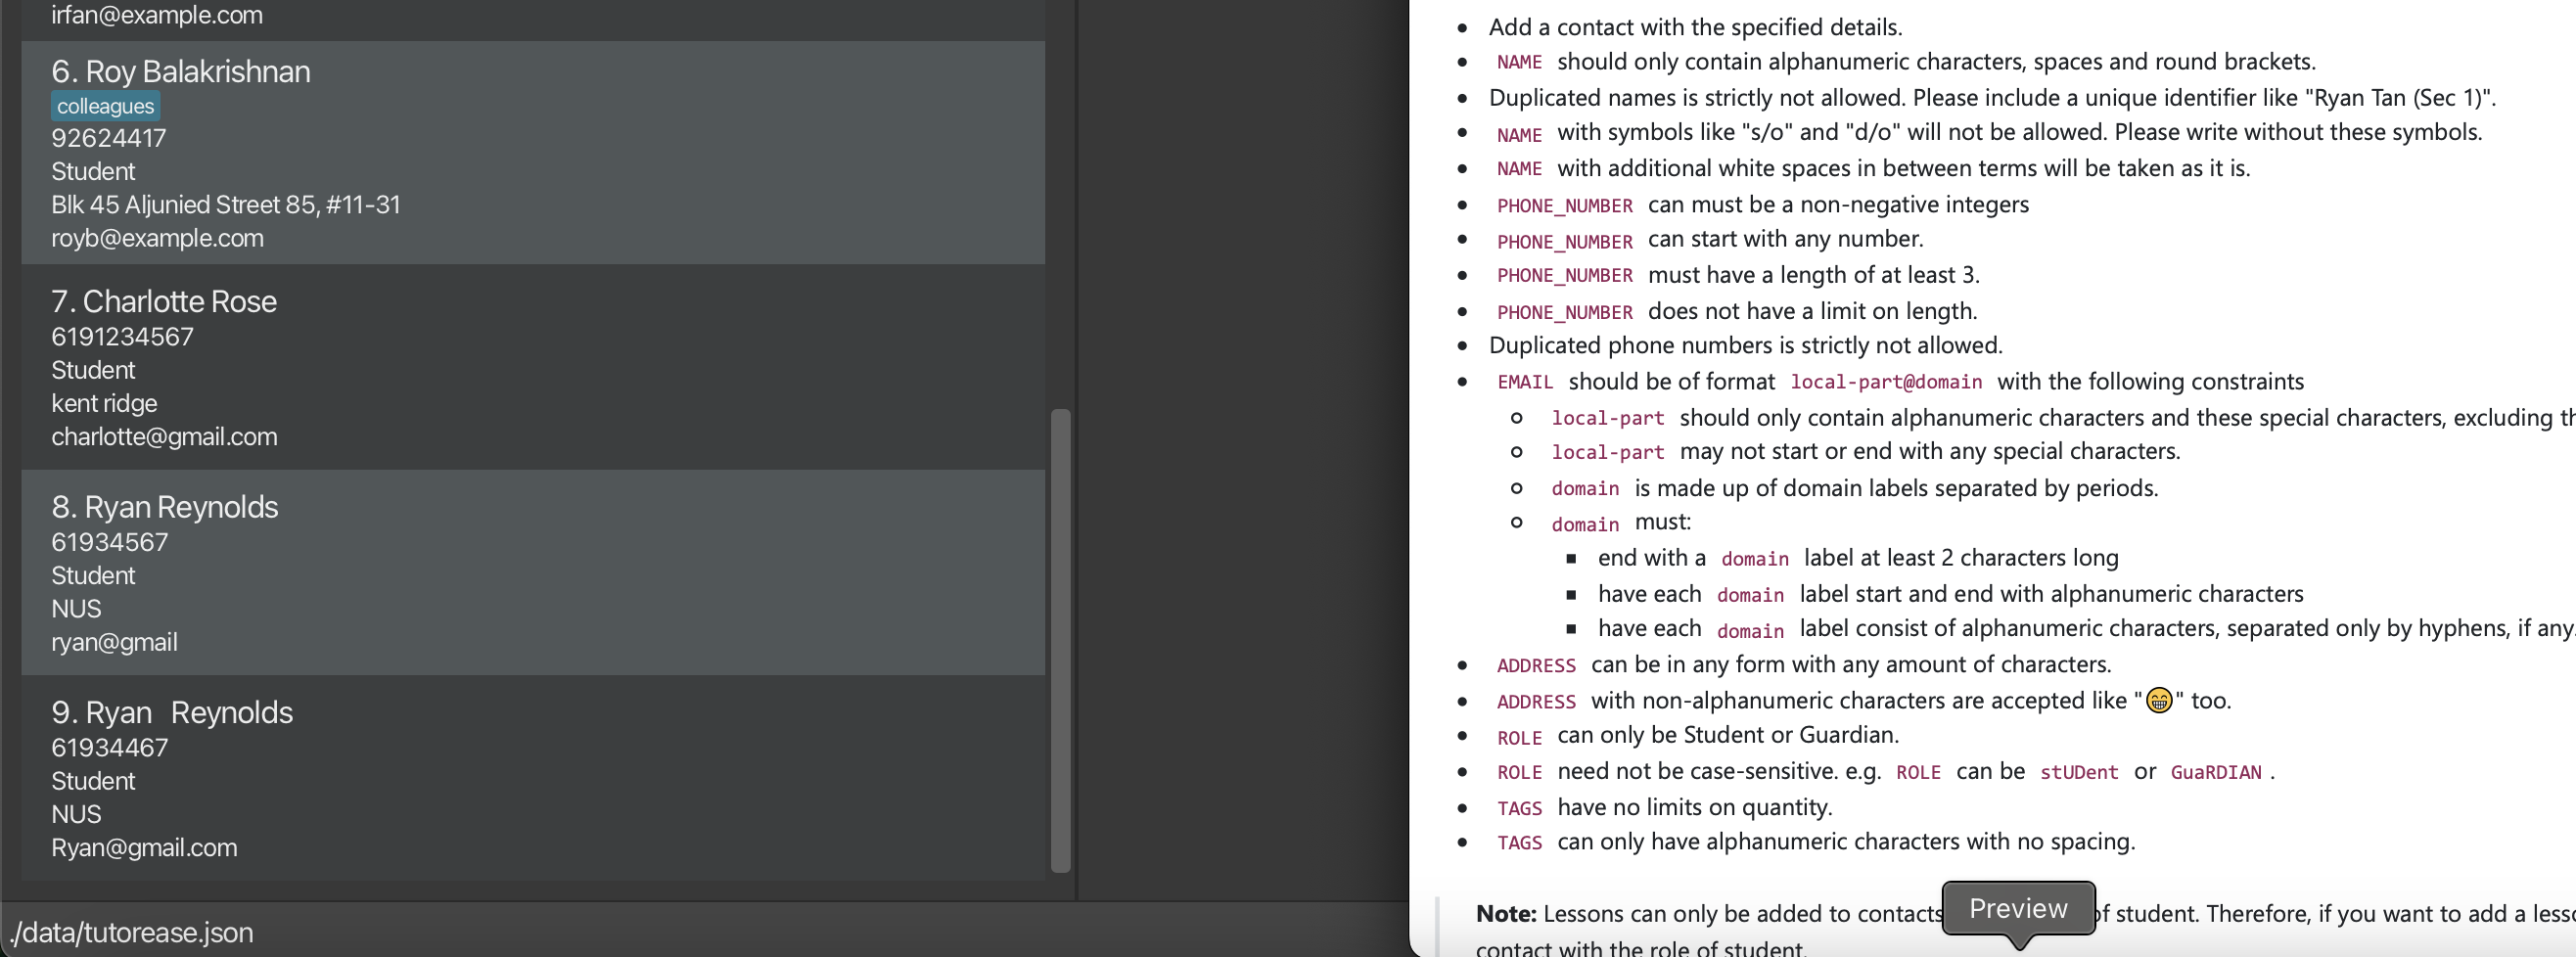 irfan@example.com
6. Roy Balakrishnan
colleagues
92624417
Student
Blk 45 Aljunied Street 85, #11-31
royb@example.com
7. Charlotte Rose
6191234567
Student
kent ridge
charlotte@gmail.com
8. Ryan Reynolds
61934567
Student
NUS
ryan@gmail
9. Ryan   Reynolds
61934467
Student
NUS
Ryan@gmail.com
./data/tutorease.json
• Add a contact with the specified details.
• NAME should only contain alphanumeric characters, spaces and round brackets.
• Duplicated names is strictly not allowed. Please include a unique identifier like "Ryan Tan (Sec 1)".
• NAME with symbols like "s/o" and "d/o" will not be allowed. Please write without these symbols.
• NAME with additional white spaces in between terms will be taken as it is.
• PHONE_NUMBER can must be a non-negative integers
• PHONE_NUMBER can start with any number.
• PHONE_NUMBER must have a length of at least 3.
• PHONE_NUMBER does not have a limit on length.
• Duplicated phone numbers is strictly not allowed.
• EMAIL should be of format local-part@domain with the following constraints
○ local-part should only contain alphanumeric characters and these special characters, excluding
○ local-part may not start or end with any special characters.
○ domain is made up of domain labels separated by periods.
○ domain must:
▪ end with a domain label at least 2 characters long
▪ have each domain label start and end with alphanumeric characters
▪ have each domain label consist of alphanumeric characters, separated only by hyphens, if any.
• ADDRESS can be in any form with any amount of characters.
• ADDRESS with non-alphanumeric characters are accepted like "😁" too.
• ROLE can only be Student or Guardian.
• ROLE need not be case-sensitive. e.g. ROLE can be stUDent or GuaRDIAN .
• TAGS have no limits on quantity.
• TAGS can only have alphanumeric characters with no spacing.
Note: Lessons can only be added to contacts of student. Therefore, if you want to add a
contact with the role of student.
Preview